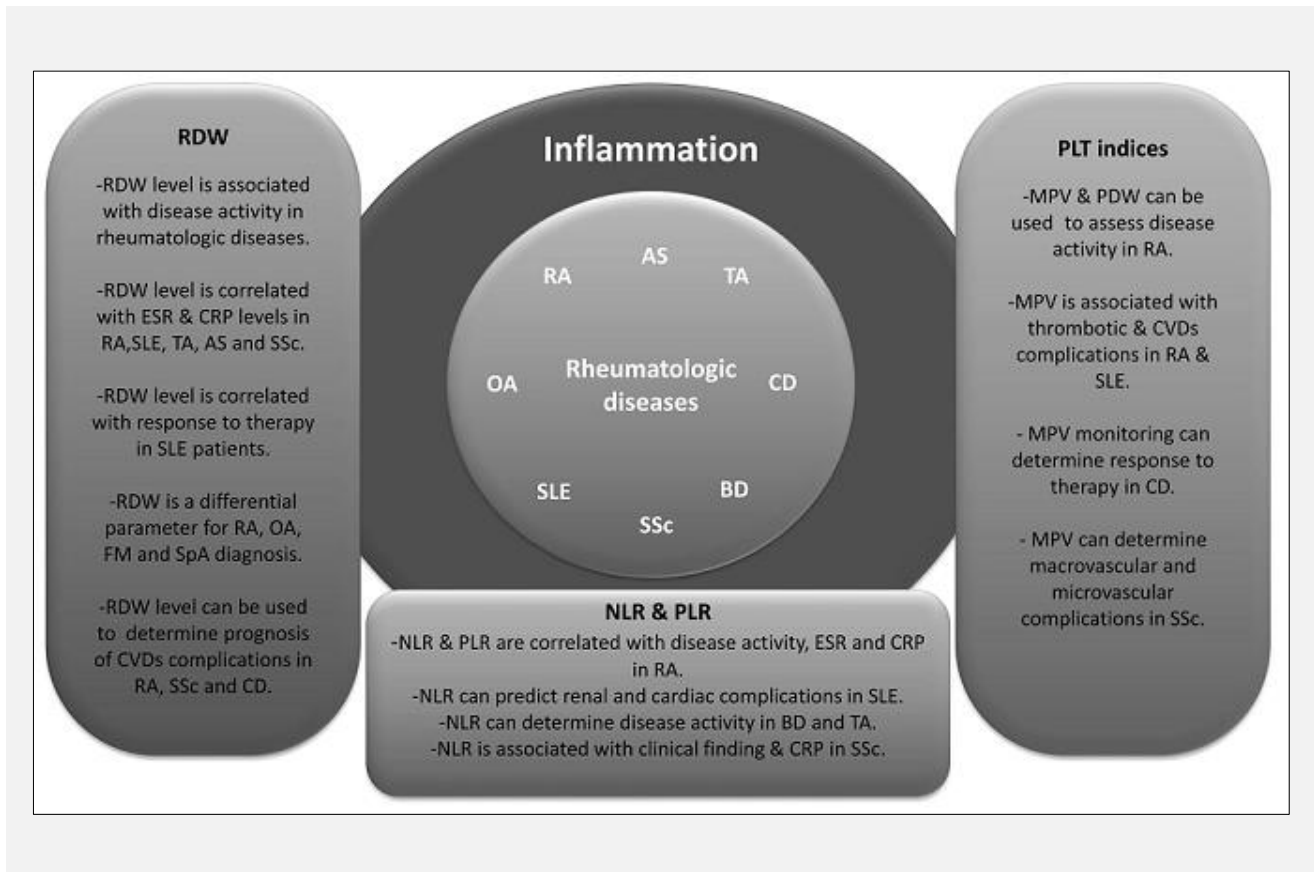 RDW
-RDW level is associated
with disease activity in
rheumatologic diseases.
-RDW level is correlated
with ESR & CRP levels in
RA,SLE, TA, AS and SSc.
-RDW level is correlated
with response to therapy
in SLE patients.
-RDW is a differential
parameter for RA, OA,
FM and SpA diagnosis.
-RDW level can be used
to determine prognosis
of CVDs complications in
RA, SSc and CD.
Inflammation
AS
RA
TA
OA
Rheumatologic
diseases
CD
SLE
BD
SSc
NLR & PLR
-NLR & PLR are correlated with disease activity, ESR and CRP
in RA.
-NLR can predict renal and cardiac complications in SLE.
-NLR can determine disease activity in BD and TA.
-NLR is associated with clinical finding & CRP in SSc.
PLT indices
-MPV & PDW can be
used to assess disease
activity in RA.
-MPV is associated with
thrombotic & CVDs
complications in RA &
SLE.
- MPV monitoring can
determine response to
therapy in CD.
- MPV can determine
macrovascular and
microvascular
complications in SSc.